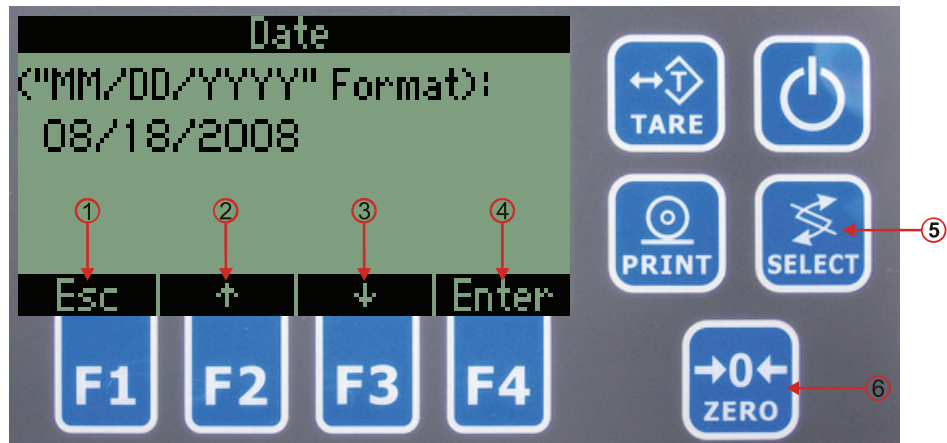 Date
("MM/DD/YYYY" Format):
08/18/2008
1 2 3 4
Esc ↑ ↓ Enter
F1 F2 F3 F4
TARE
PRINT
SELECT
5
→0←
ZERO
6